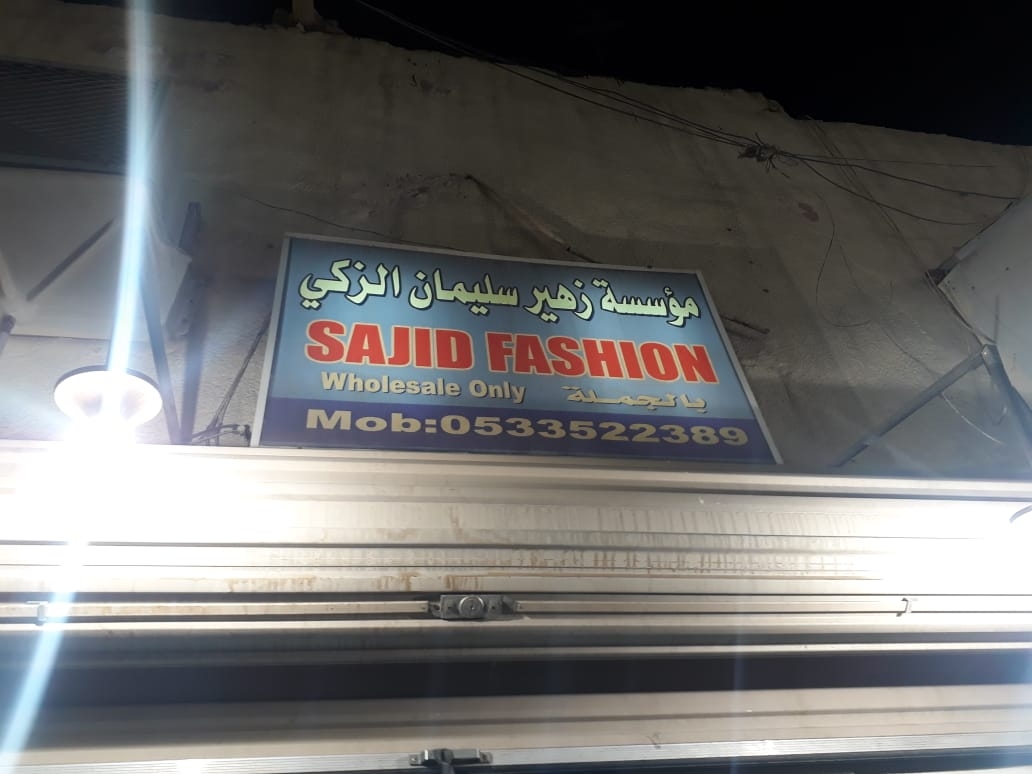 مؤسسة زهير سليمان الزكي
SAJID FASHION
Wholesale Only بالجملة
Mob:0533522389